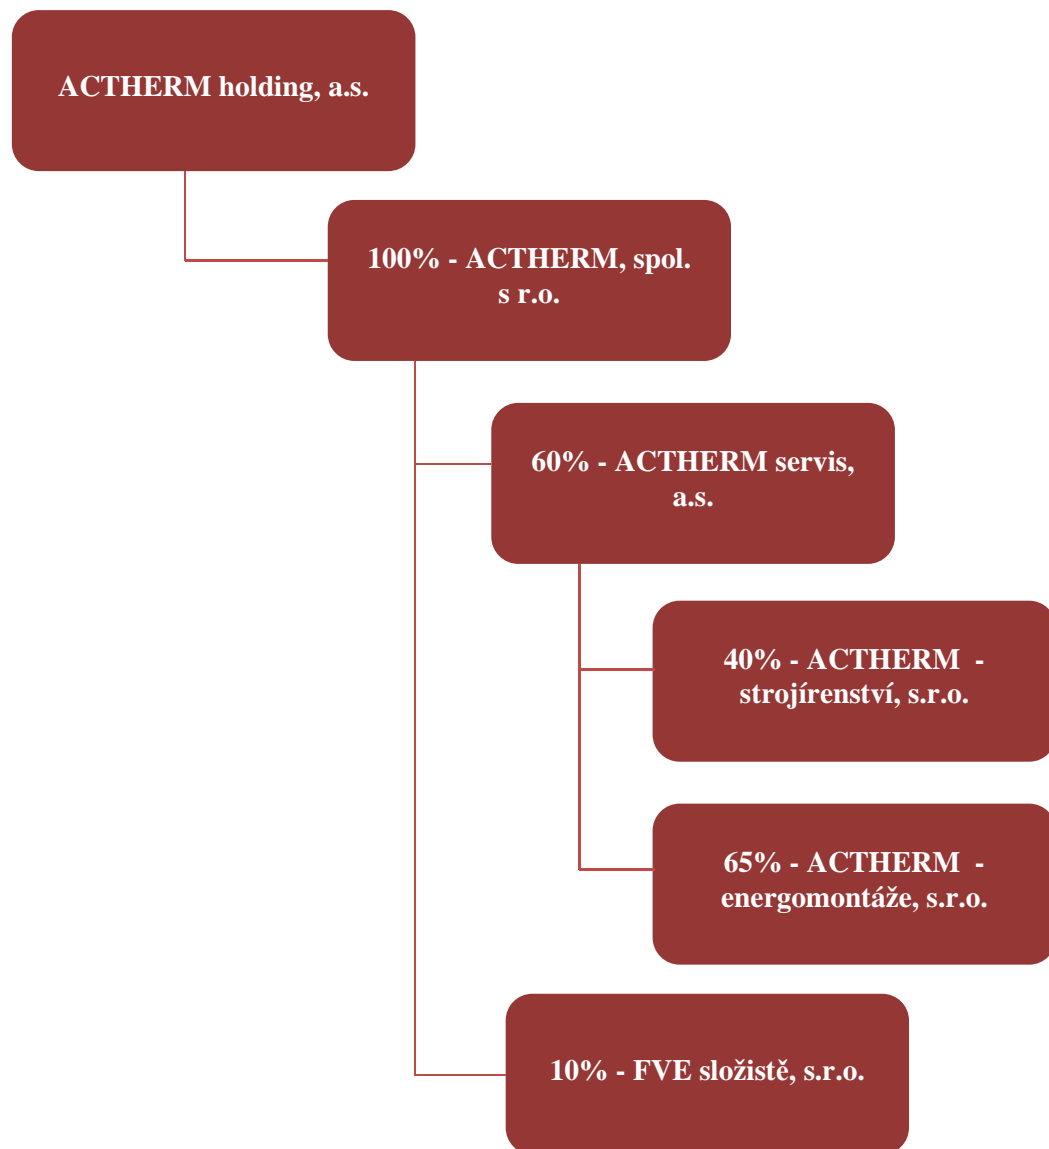 ACTHERM holding, a.s.
100% - ACTHERM, spol.
s r.o.
60% - ACTHERM servis,
a.s.
40% - ACTHERM -
strojírenství, s.r.o.
65% - ACTHERM -
energomontáže, s.r.o.
10% - FVE složistě, s.r.o.